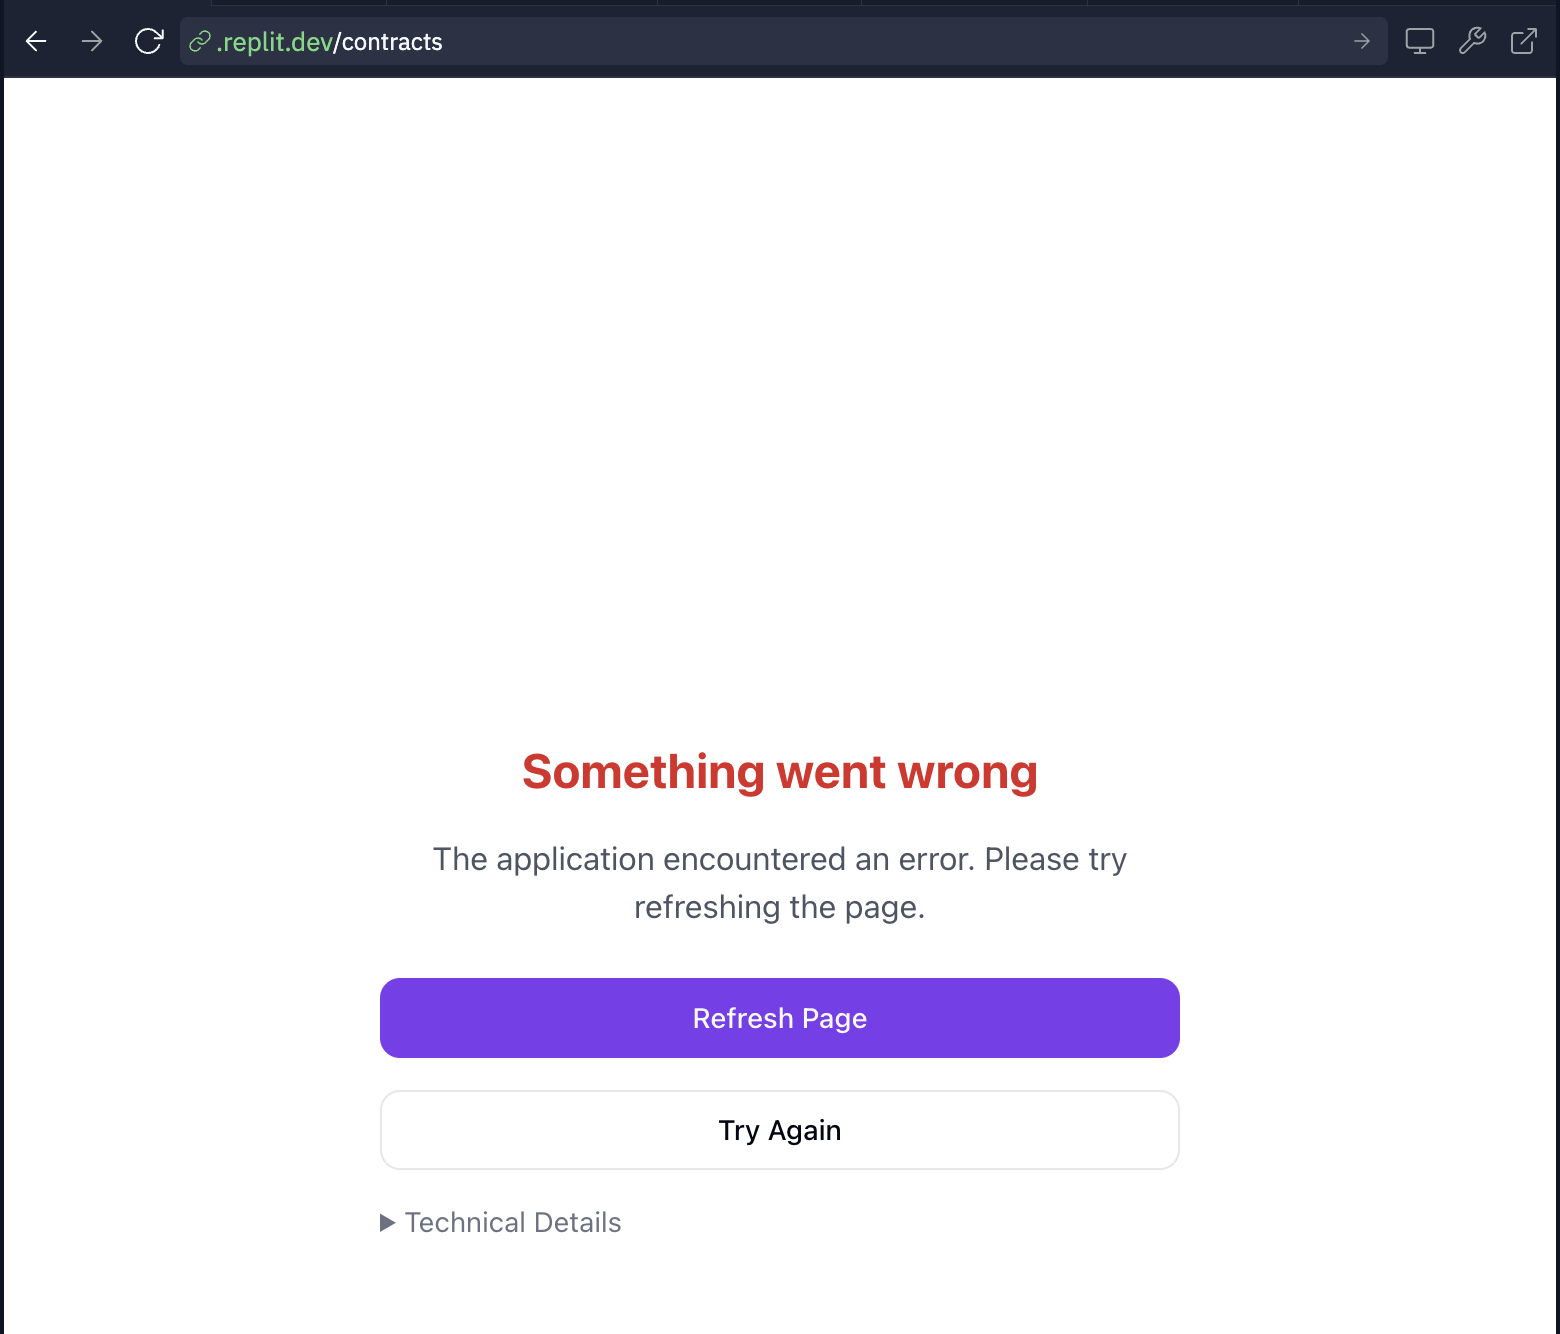 .replit.dev/contracts
Something went wrong
The application encountered an error. Please try
refreshing the page.
Refresh Page
Try Again
Technical Details